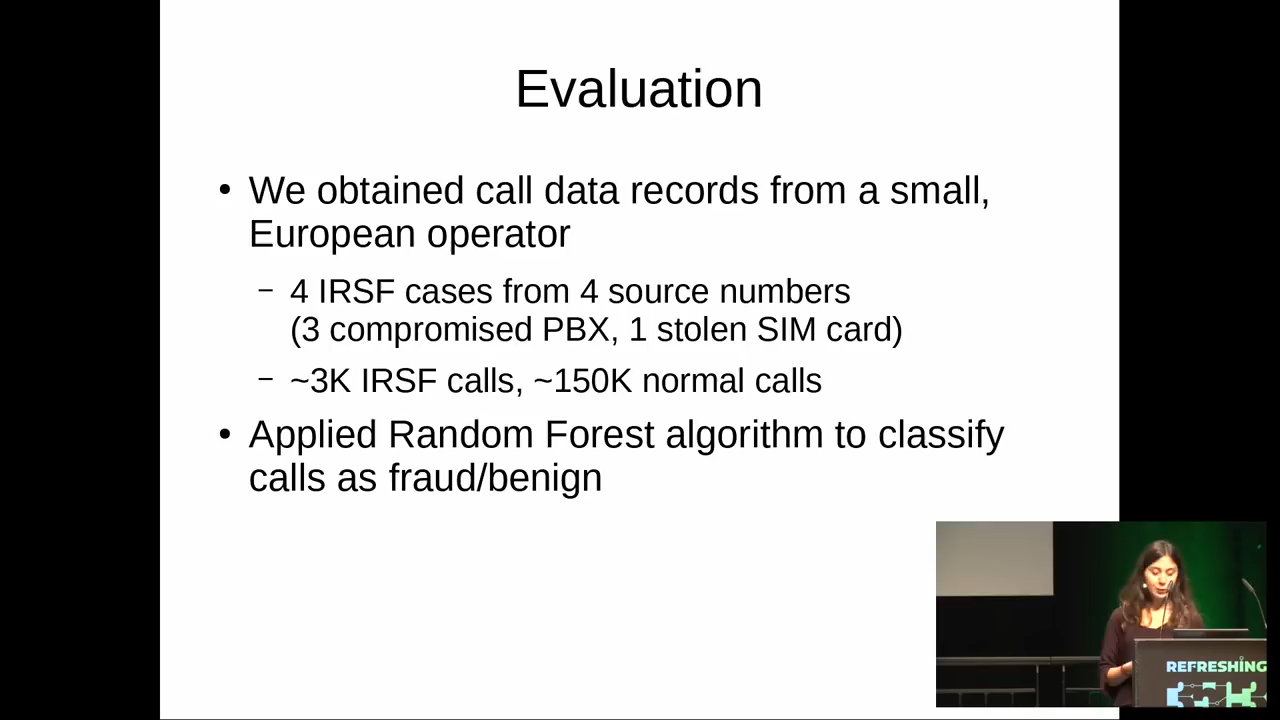 Evaluation
• We obtained call data records from a small,
European operator
– 4 IRSF cases from 4 source numbers
(3 compromised PBX, 1 stolen SIM card)
– ~3K IRSF calls, ~150K normal calls
• Applied Random Forest algorithm to classify
calls as fraud/benign
REFRESHING